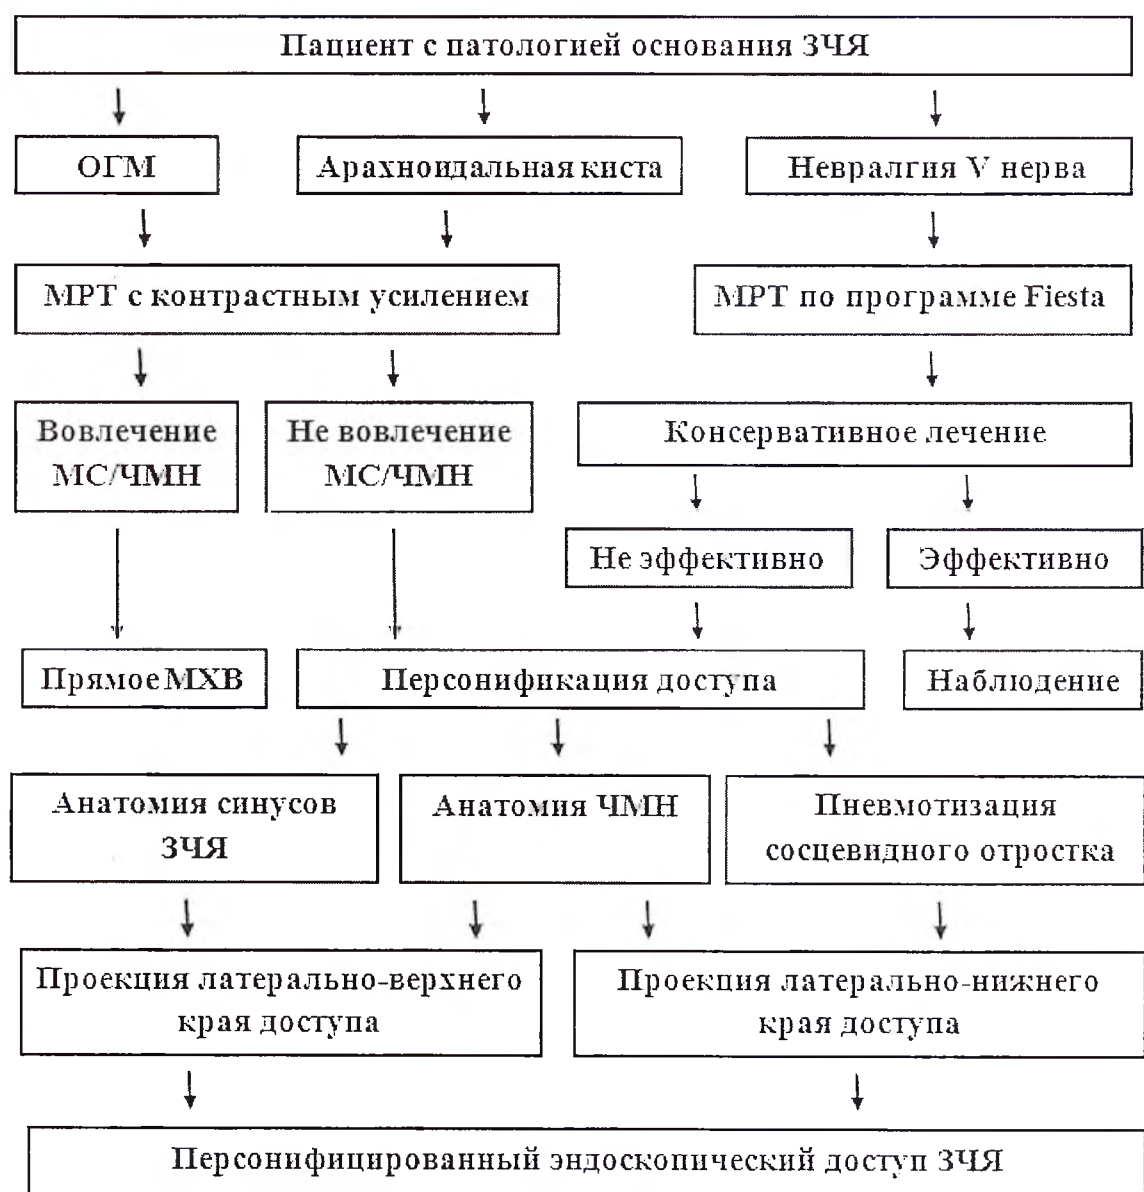 Пациент с патологией основания ЗЧЯ
ОГМ
Арахноидальная киста
Невралгия V нерва
МРТ с контрастным усилением
МРТ по программе Fiesta
Вовлечение
МС/ЧМН
Не вовлечение
МС/ЧМН
Консервативное лечение
Не эффективно
Эффективно
Прямое МХВ
Персонификация доступа
Наблюдение
Анатомия синусов
ЗЧЯ
Анатомия ЧМН
Пневмотизация
сосцевидного отростка
Проекция латерально-верхнего
края доступа
Проекция латерально-нижнего
края доступа
Персонифицированный эндоскопический доступ ЗЧЯ